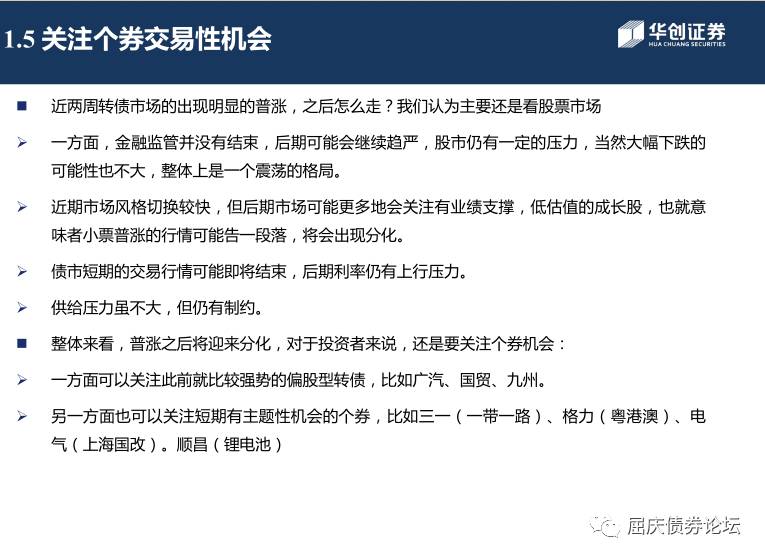 1.5 关注个券交易性机会
华创证券
HUA CHUANG SECURITIES
■ 近两周转债市场的出现明显的普涨，之后怎么走？我们认为主要还是看股票市场
➢ 一方面，金融监管并没有结束，后期可能会继续趋严，股市仍有一定的压力，当然大幅下跌的
可能性也不大，整体上是一个震荡的格局。
➢ 近期市场风格切换较快，但后期市场可能更多地会关注有业绩支撑，低估值的成长股，也就意
味者小票普涨的行情可能告一段落，将会出现分化。
➢ 债市短期的交易行情可能即将结束，后期利率仍有上行压力。
➢ 供给压力虽不大，但仍有制约。
■ 整体来看，普涨之后将迎来分化，对于投资者来说，还是要关注个券机会：
➢ 一方面可以关注此前就比较强势的偏股型转债，比如广汽、国贸、九州。
➢ 另一方面也可以关注短期有主题性机会的个券，比如三一（一带一路）、格力（粤港澳）、电
气（上海国改）。顺昌（锂电池）
屈庆债券论坛